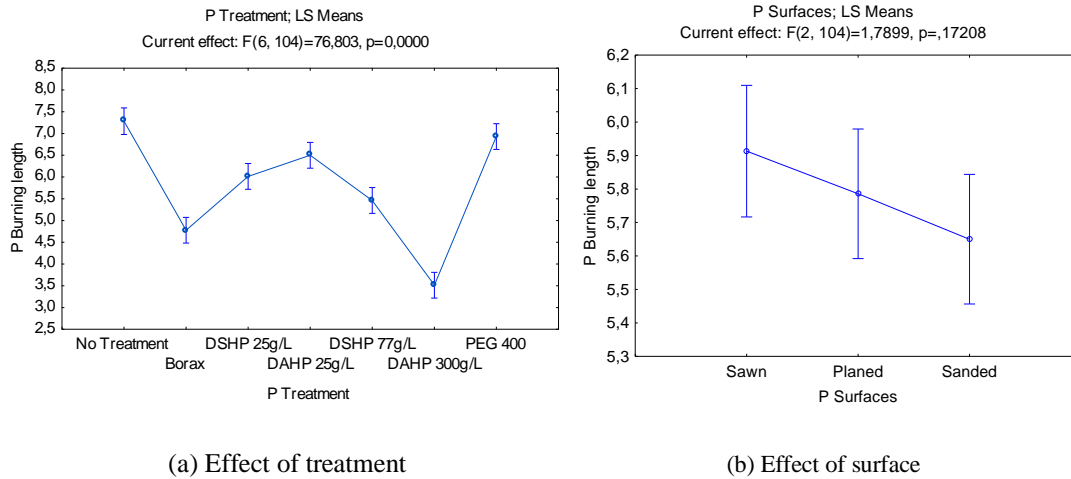 P Treatment; LS Means
Current effect: F(6, 104)=76,803, p=0,0000
8,5
8,0
7,5
7,0
6,5
6,0
5,5
5,0
4,5
4,0
3,5
3,0
2,5
P Burning length
No Treatment
Borax
DSHP 25g/L
DAHP 25g/L
DSHP 77g/L
DAHP 300g/L
PEG 400
P Treatment
(a) Effect of treatment
P Surfaces; LS Means
Current effect: F(2, 104)=1,7899, p=,17208
6,2
6,1
6,0
5,9
5,8
5,7
5,6
5,5
5,4
5,3
P Burning length
Sawn
Planed
Sanded
P Surfaces
(b) Effect of surface